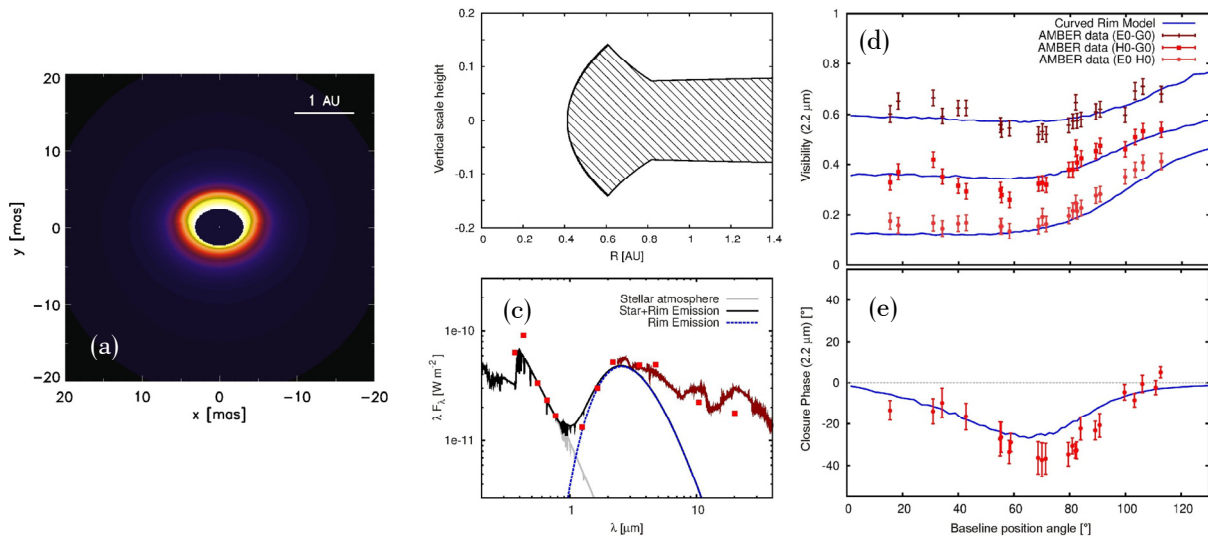 20
10
0
-10
-20
y [mas]
1 AU
(a)
20
10
0
-10
-20
x [mas]
0.2
0.1
0
-0.1
-0.2
Vertical scale height
0
0.2
0.4
0.6
0.8
1
1.2
1.4
R [AU]
(c)
Stellar atmosphere
Star+Rim Emission
Rim Emission
1e-10
1e-11
λ Fλ [W m-2]
1
10
λ [μm]
(d)
Curved Rim Model
AMBER data (E0-G0)
AMBER data (H0-G0)
AMBER data (E0 H0)
1
0.8
0.6
0.4
0.2
0
Visibility (2.2 μm)
(e)
40
20
0
-20
-40
Closure Phase (2.2 μm) [°]
0
20
40
60
80
100
120
Baseline position angle [°]